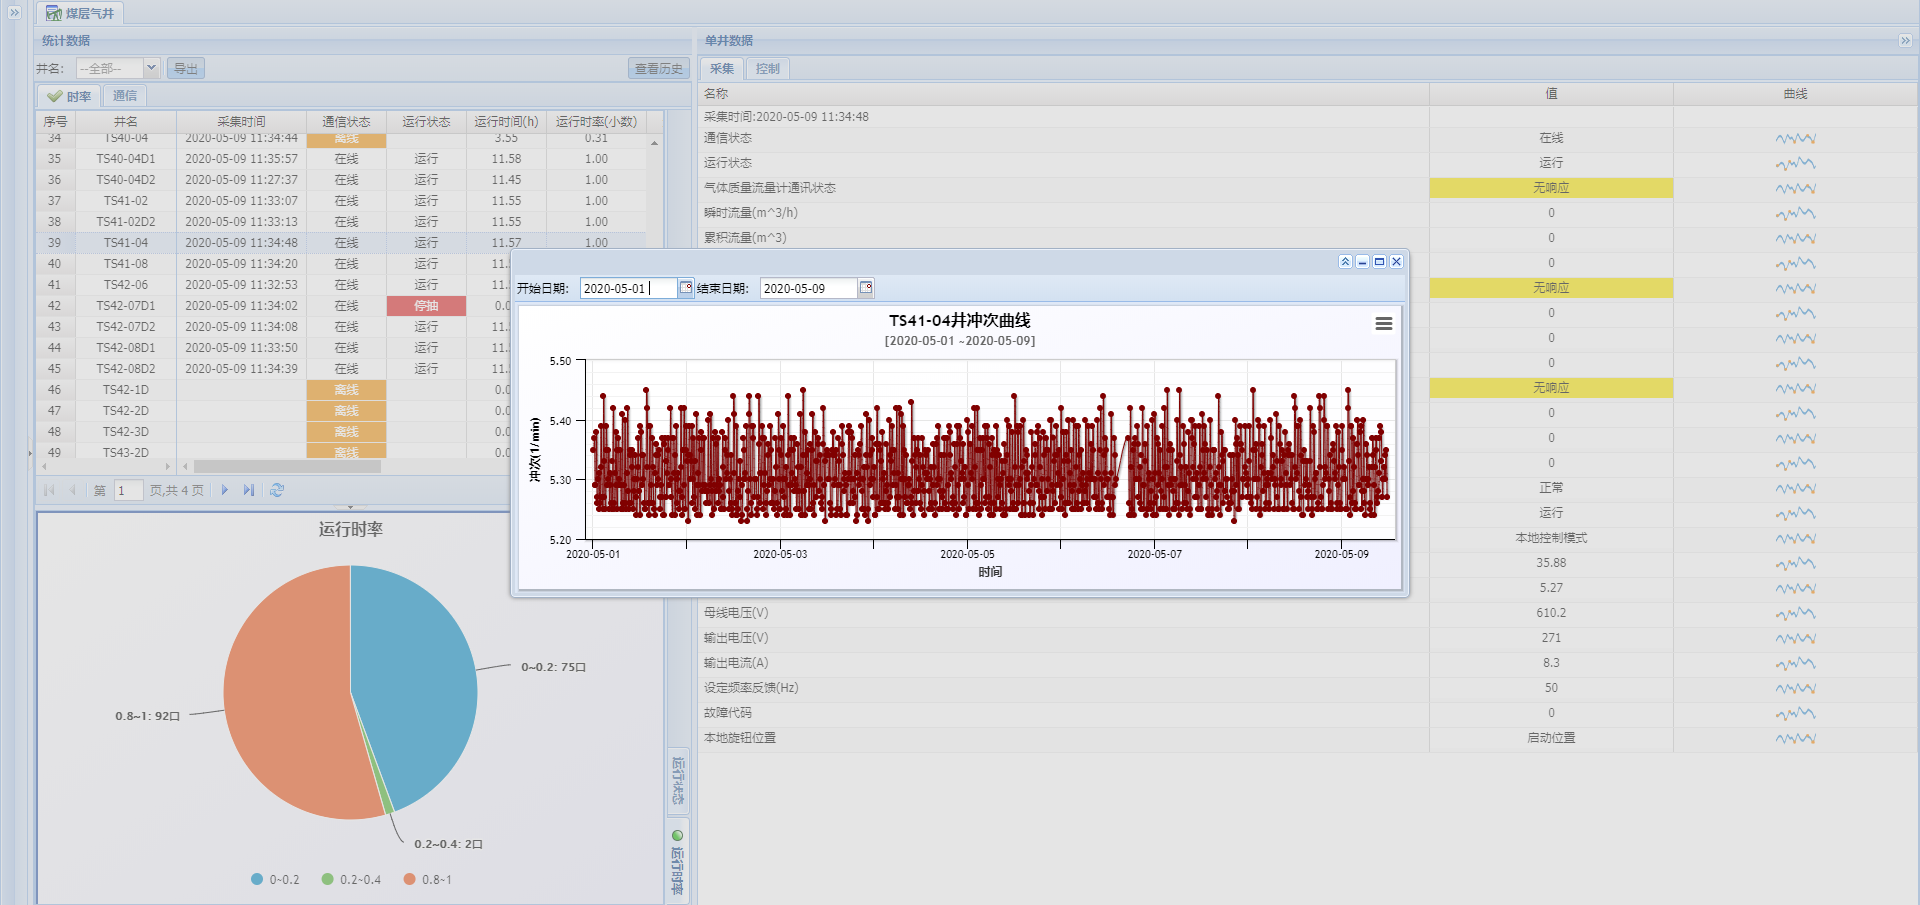 煤层气井
统计数据
井名: --全部-- 导出 查看历史
时率 通信
序号 井名 采集时间 通信状态 运行状态 运行时间(h) 运行时率(小数)
34 TS40-04 2020-05-09 11:34:44 离线 3.55 0.31
35 TS40-04D1 2020-05-09 11:35:57 在线 运行 11.58 1.00
36 TS40-04D2 2020-05-09 11:27:37 在线 运行 11.45 1.00
37 TS41-02 2020-05-09 11:33:07 在线 运行 11.55 1.00
38 TS41-02D2 2020-05-09 11:33:13 在线 运行 11.55 1.00
39 TS41-04 2020-05-09 11:34:48 在线 运行 11.57 1.00
40 TS41-08 2020-05-09 11:34:20 在线 运行 11.
41 TS42-06 2020-05-09 11:32:53 在线 运行 11.
42 TS42-07D1 2020-05-09 11:34:02 在线 停抽 0.0
43 TS42-07D2 2020-05-09 11:34:08 在线 运行 11.
44 TS42-08D1 2020-05-09 11:33:50 在线 运行 11.
45 TS42-08D2 2020-05-09 11:34:39 在线 运行 11.
46 TS42-1D 离线 0.0
47 TS42-2D 离线 0.0
48 TS42-3D 离线 0.0
49 TS43-2D 离线 0.0
第 1 页,共 4 页
运行时率
0~0.2: 75口
0.8~1: 92口
0.2~0.4: 2口
0~0.2 0.2~0.4 0.8~1
运行状态
运行时率
开始日期: 2020-05-01 结束日期: 2020-05-09
TS41-04井冲次曲线
[2020-05-01 ~2020-05-09]
冲次(1/min)
5.50
5.40
5.30
5.20
2020-05-01 2020-05-03 2020-05-05 2020-05-07 2020-05-09
时间
单井数据
采集 控制
名称 值 曲线
采集时间:2020-05-09 11:34:48
通信状态 在线
运行状态 运行
气体质量流量计通讯状态 无响应
瞬时流量(m^3/h) 0
累积流量(m^3) 0
0
无响应
0
0
0
无响应
0
0
0
正常
运行
本地控制模式
35.88
5.27
母线电压(V) 610.2
输出电压(V) 271
输出电流(A) 8.3
设定频率反馈(Hz) 50
故障代码 0
本地旋钮位置 启动位置